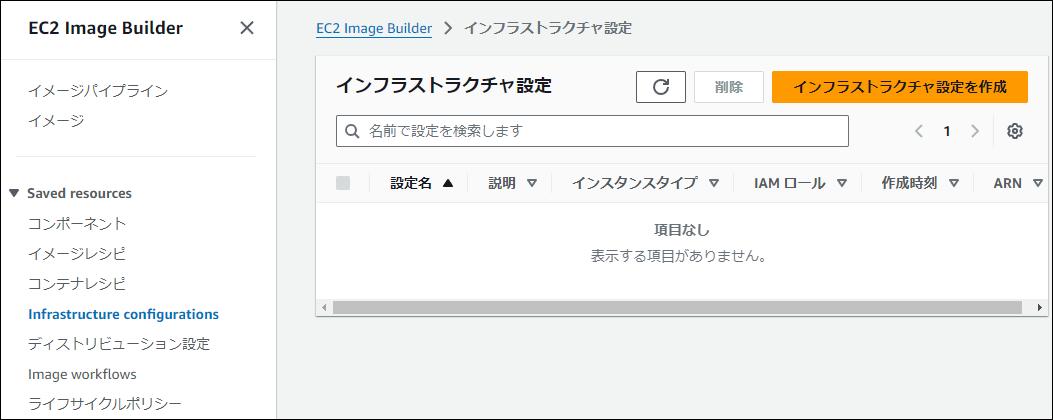 EC2 Image Builder
イメージパイプライン
イメージ
Saved resources
コンポーネント
イメージレシピ
コンテナレシピ
Infrastructure configurations
ディストリビューション設定
Image workflows
ライフサイクルポリシー
EC2 Image Builder > インフラストラクチャ設定
インフラストラクチャ設定
削除
インフラストラクチャ設定を作成
名前で設定を検索します
1
設定名 説明 インスタンスタイプ IAM ロール 作成時刻 ARN
項目なし
表示する項目がありません。